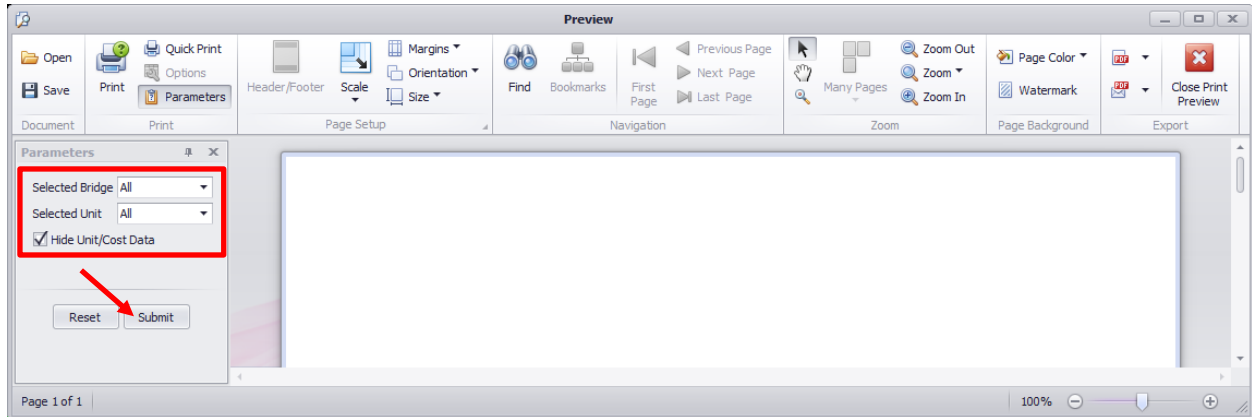 Preview
Open
Save
Document
Print
Quick Print
Options
Parameters
Print
Header/Footer
Scale
Margins
Orientation
Size
Page Setup
Find
Bookmarks
First
Page
Previous Page
Next Page
Last Page
Navigation
Many Pages
Zoom Out
Zoom
Zoom In
Zoom
Page Color
Watermark
Page Background
PDF
PDF
Close Print
Preview
Export
Parameters
Selected Bridge All
Selected Unit All
Hide Unit/Cost Data
Reset Submit
Page 1 of 1
100%